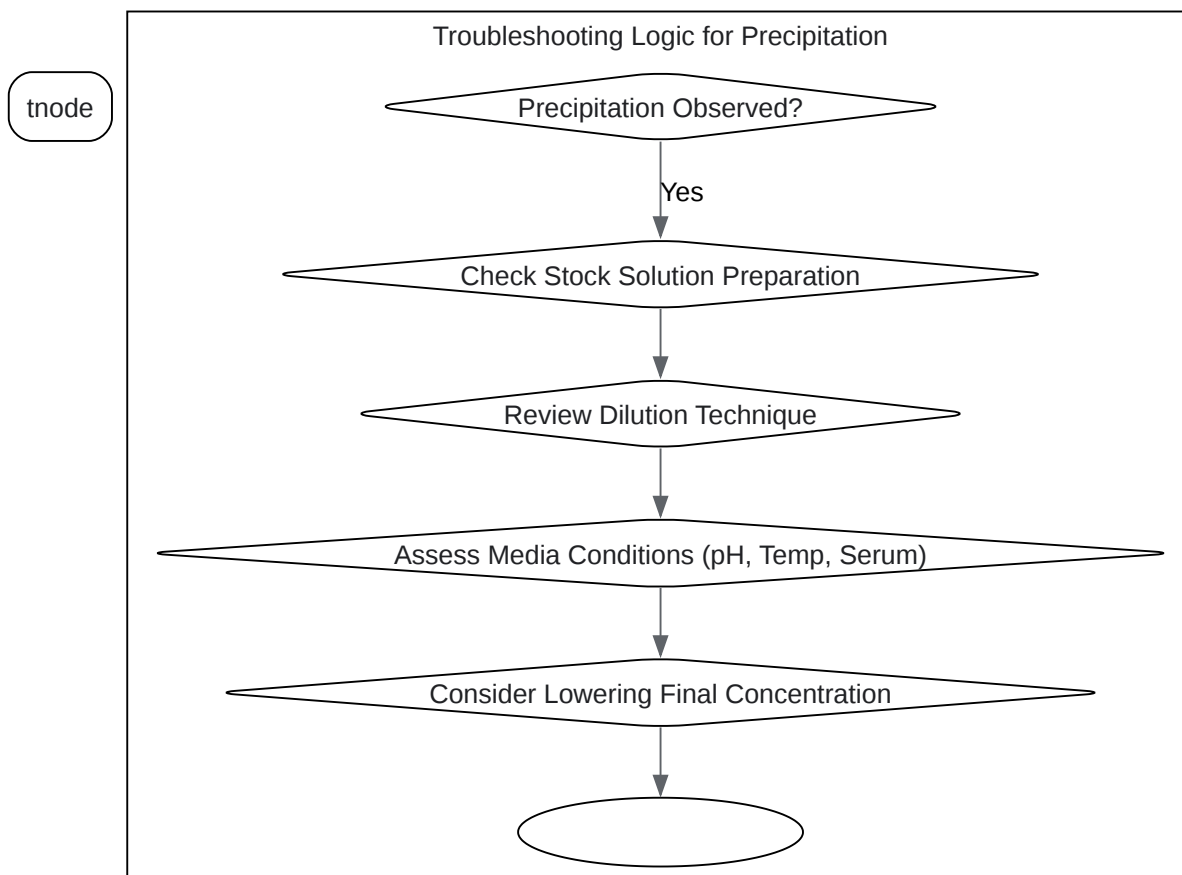 Troubleshooting Logic for Precipitation
tnode
Precipitation Observed?
Yes
Check Stock Solution Preparation
Review Dilution Technique
Assess Media Conditions (pH, Temp, Serum)
Consider Lowering Final Concentration